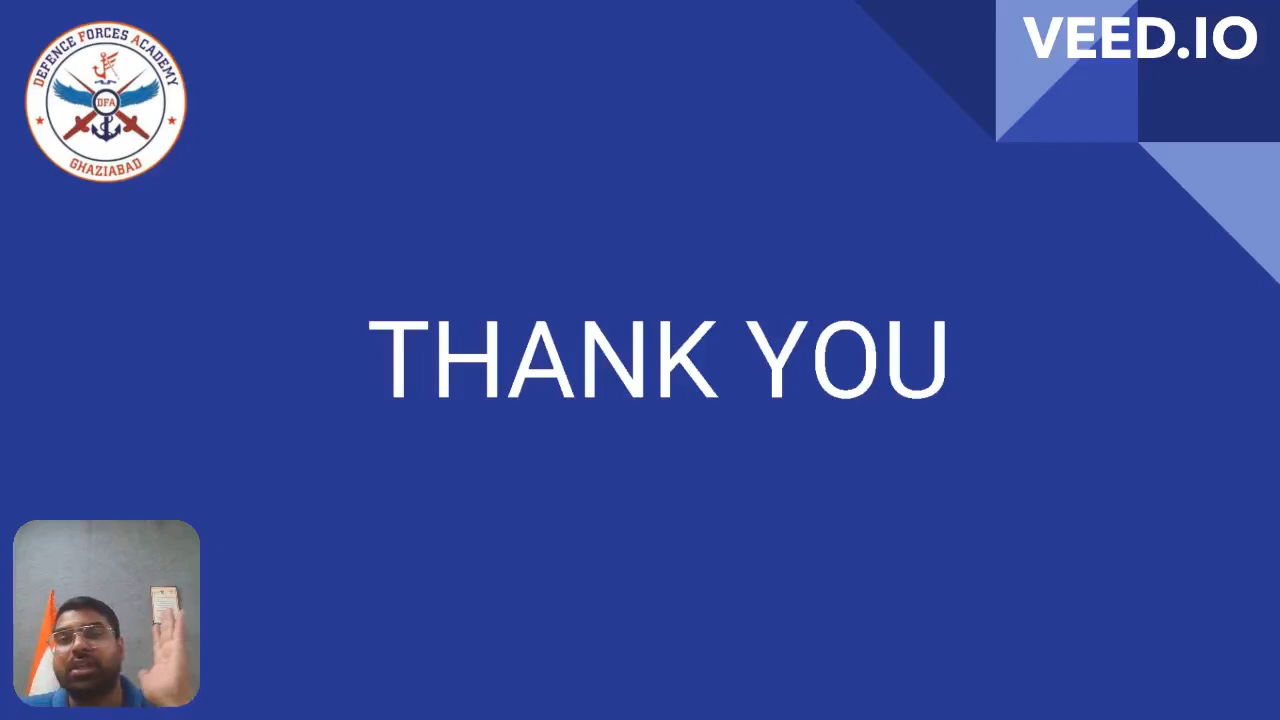 DEFENCE FORCES ACADEMY
DFA
GHAZIABAD
VEED.IO
THANK YOU